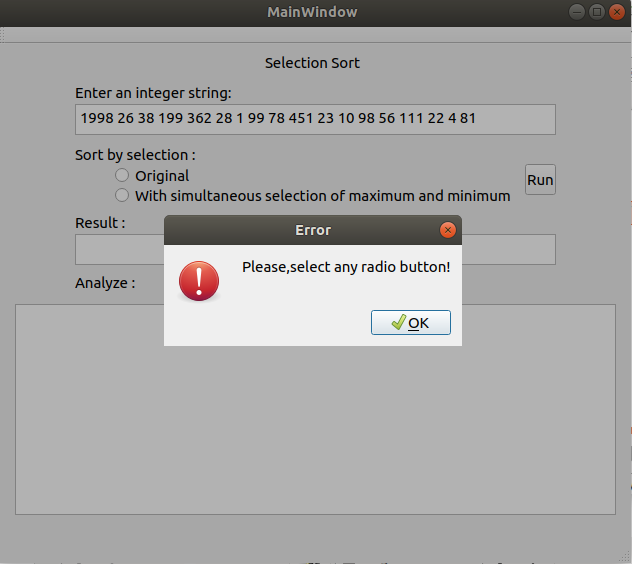 MainWindow
Selection Sort
Enter an integer string:
1998 26 38 199 362 28 1 99 78 451 23 10 98 56 111 22 4 81
Sort by selection :
Original
With simultaneous selection of maximum and minimum
Run
Result :
Error
Please,select any radio button!
OK
Analyze :